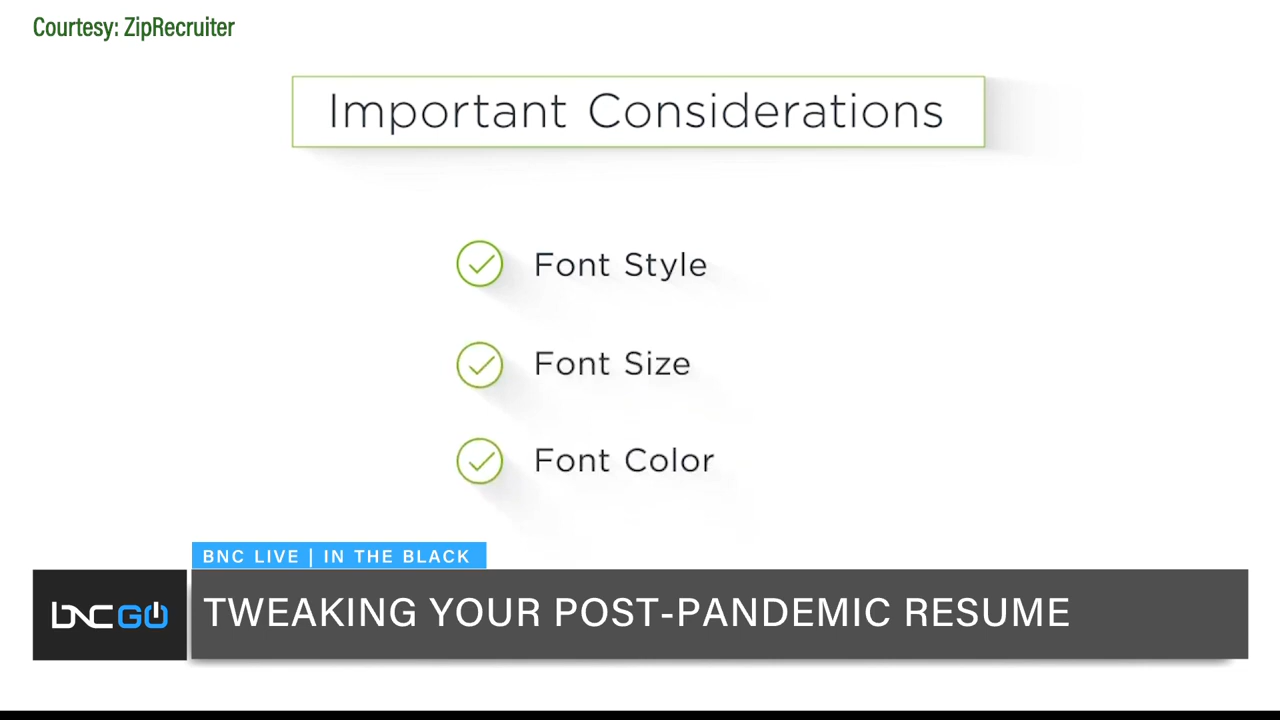 Courtesy: ZipRecruiter
Important Considerations
Font Style
Font Size
Font Color
BNC LIVE | IN THE BLACK
bnc GO
TWEAKING YOUR POST-PANDEMIC RESUME